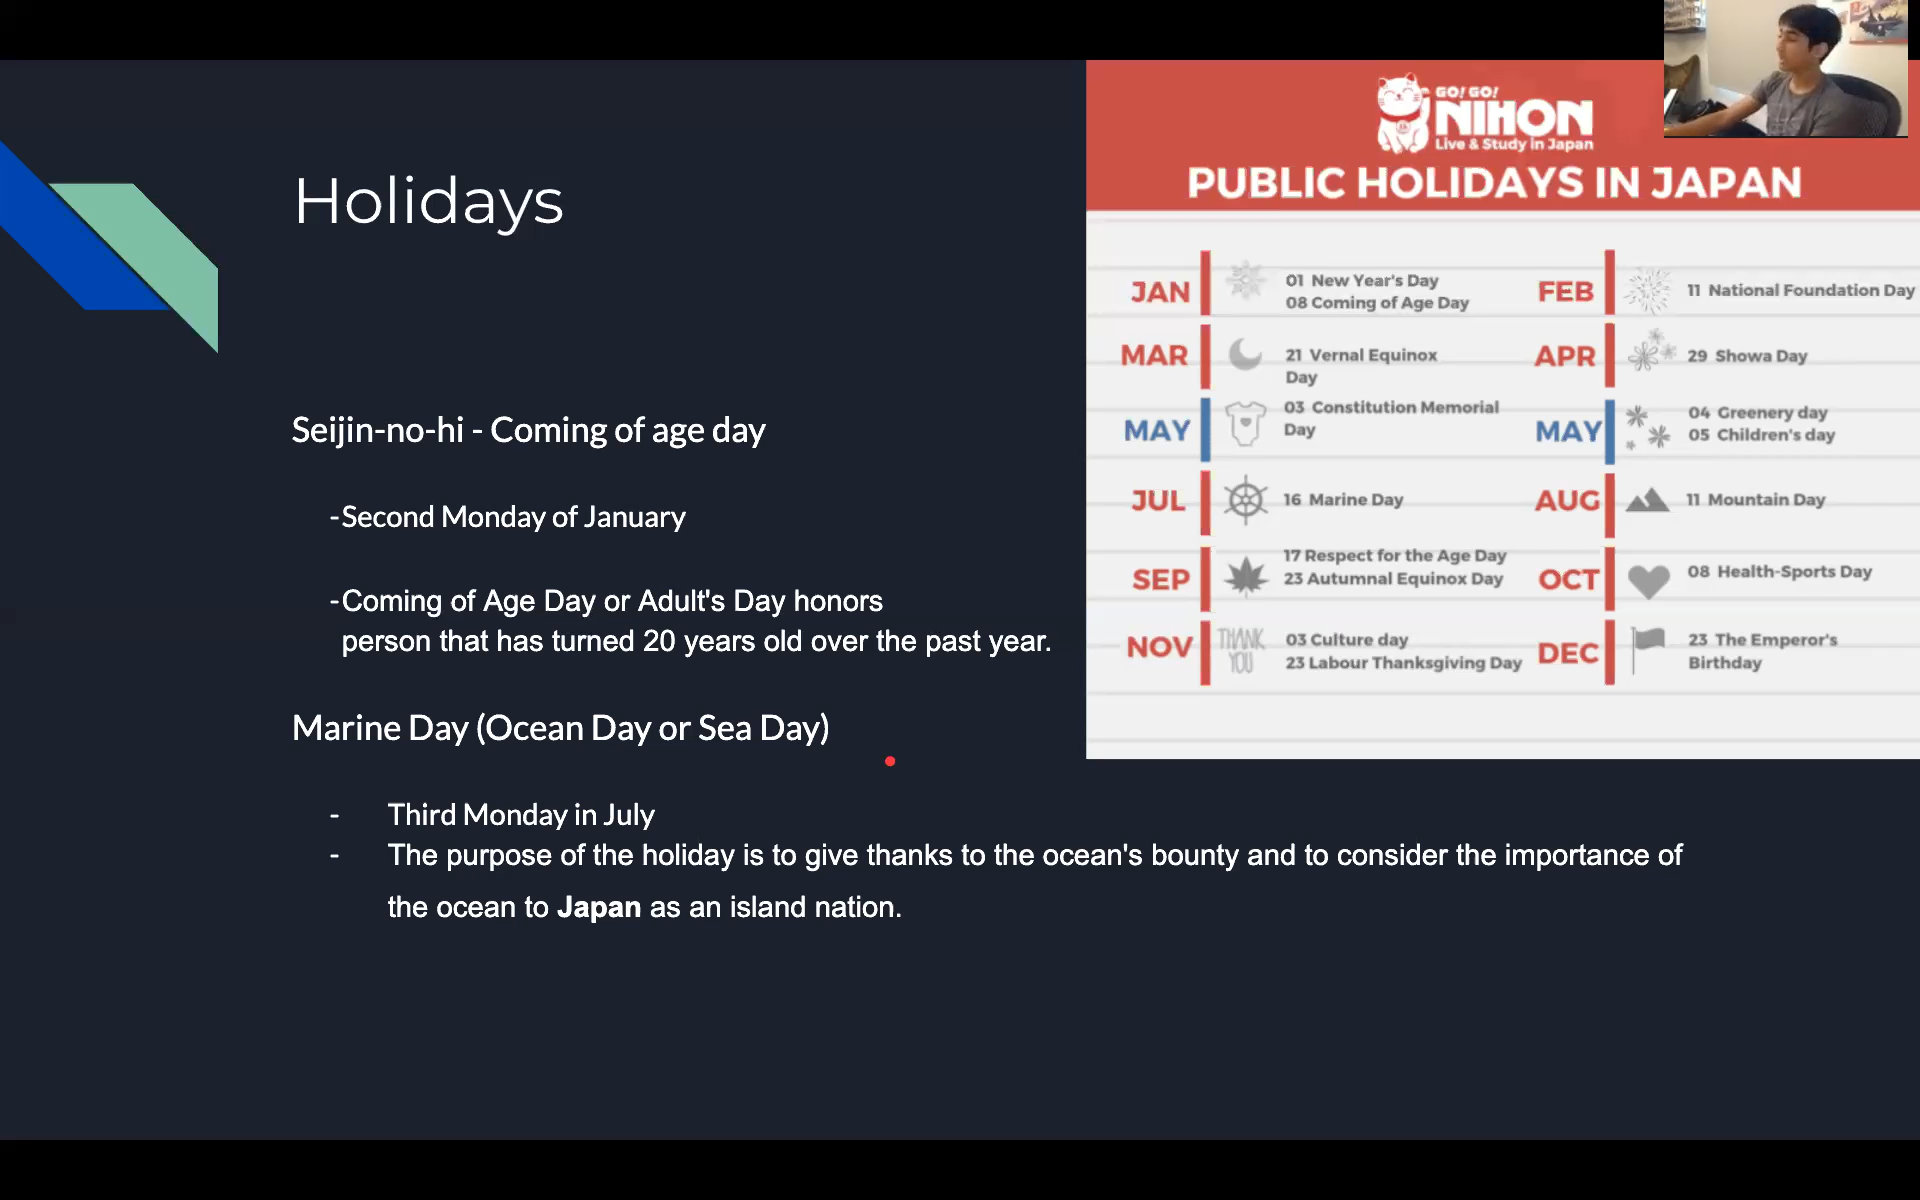 Holidays
Seijin-no-hi - Coming of age day
-Second Monday of January
-Coming of Age Day or Adult's Day honors
person that has turned 20 years old over the past year.
Marine Day (Ocean Day or Sea Day)
- Third Monday in July
- The purpose of the holiday is to give thanks to the ocean's bounty and to consider the importance of
the ocean to Japan as an island nation.
GO! GO!
NIHON
Live & Study in Japan
PUBLIC HOLIDAYS IN JAPAN
JAN
01 New Year's Day
08 Coming of Age Day
FEB
11 National Foundation Day
MAR
21 Vernal Equinox
Day
APR
29 Showa Day
MAY
03 Constitution Memorial
Day
MAY
04 Greenery day
05 Children's day
JUL
16 Marine Day
AUG
11 Mountain Day
SEP
17 Respect for the Age Day
23 Autumnal Equinox Day
OCT
08 Health-Sports Day
NOV
THANK
YOU
03 Culture day
23 Labour Thanksgiving Day
DEC
23 The Emperor's
Birthday